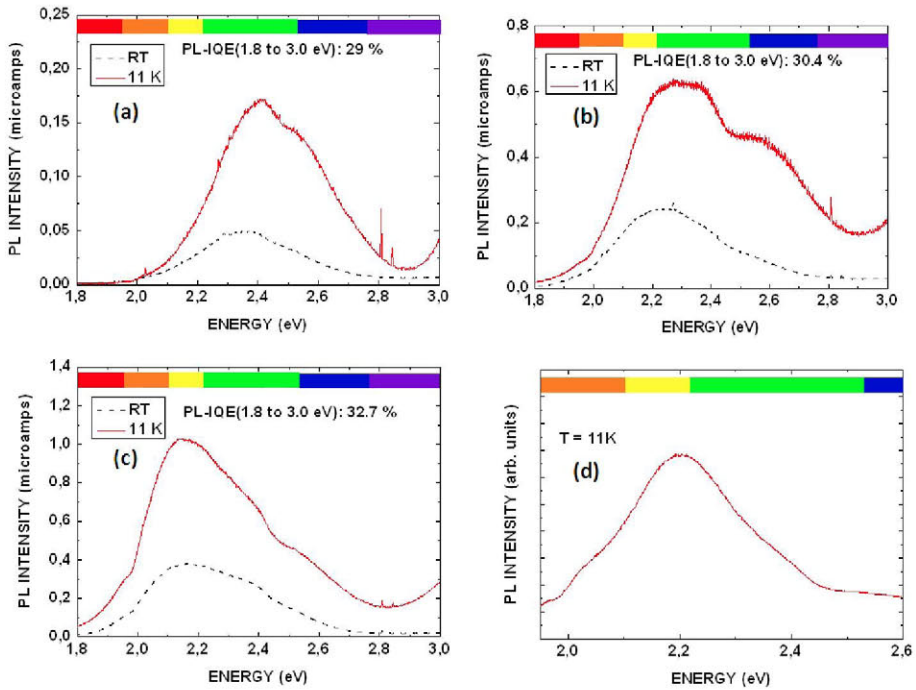 0,25
0,20
0,15
0,10
0,05
0,00
PL INTENSITY (microamps)
PL-IQE(1.8 to 3.0 eV): 29 %
RT
11 K
(a)
1,8 2,0 2,2 2,4 2,6 2,8 3,0
ENERGY (eV)
0,8
0,6
0,4
0,2
0,0
PL INTENSITY (microamps)
PL-IQE(1.8 to 3.0 eV): 30.4 %
RT
11 K
(b)
1,8 2,0 2,2 2,4 2,6 2,8 3,0
ENERGY (eV)
1,4
1,2
1,0
0,8
0,6
0,4
0,2
0,0
PL INTENSITY (microamps)
RT
11 K
PL-IQE(1.8 to 3.0 eV): 32.7 %
(c)
1,8 2,0 2,2 2,4 2,6 2,8 3,0
ENERGY (eV)
PL INTENSITY (arb. units)
T = 11K
(d)
2,0 2,2 2,4 2,6
ENERGY (eV)